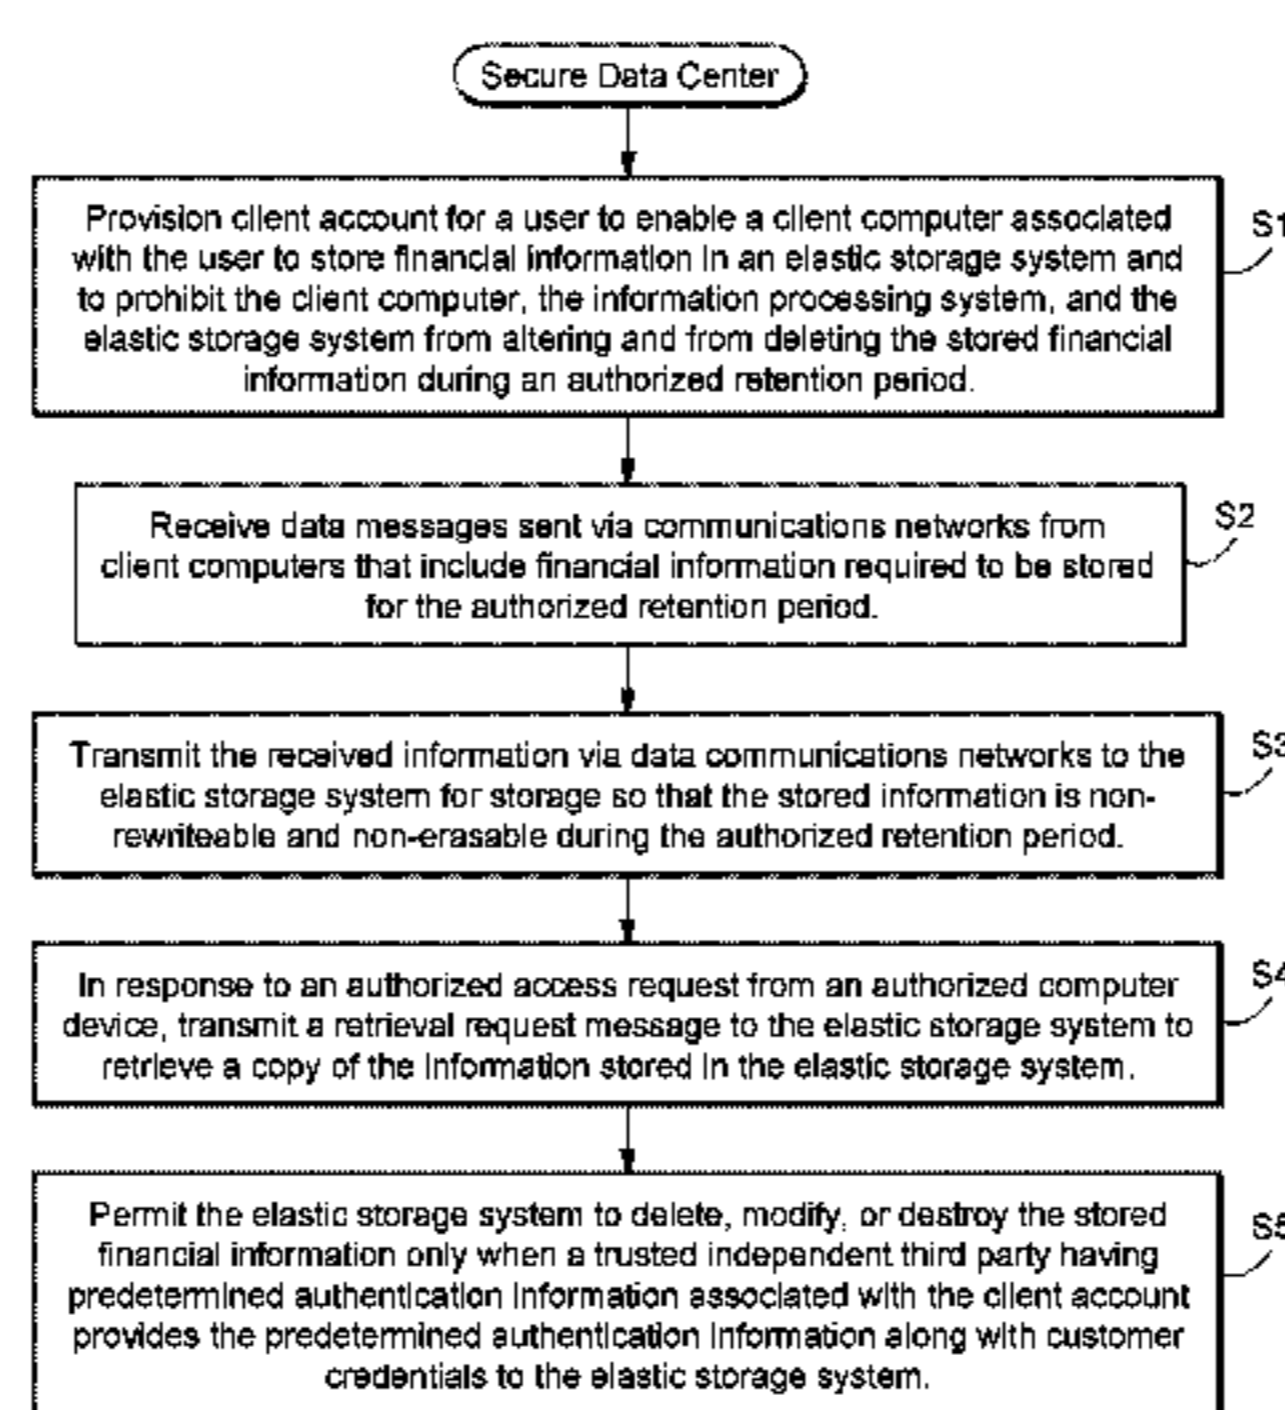 Secure Data Center
Provision client account for a user to enable a client computer associated
with the user to store financial information in an elastic storage system and
to prohibit the client computer, the information processing system, and the
elastic storage system from altering and from deleting the stored financial
information during an authorized retention period.
S1
Receive data messages sent via communications networks from
client computers that include financial information required to be stored
for the authorized retention period.
S2
Transmit the received information via data communications networks to the
elastic storage system for storage so that the stored information is non-
rewriteable and non-erasable during the authorized retention period.
S3
In response to an authorized access request from an authorized computer
device, transmit a retrieval request message to the elastic storage system to
retrieve a copy of the information stored in the elastic storage system.
S4
Permit the elastic storage system to delete, modify, or destroy the stored
financial information only when a trusted independent third party having
predetermined authentication information associated with the client account
provides the predetermined authentication information along with customer
credentials to the elastic storage system.
S5